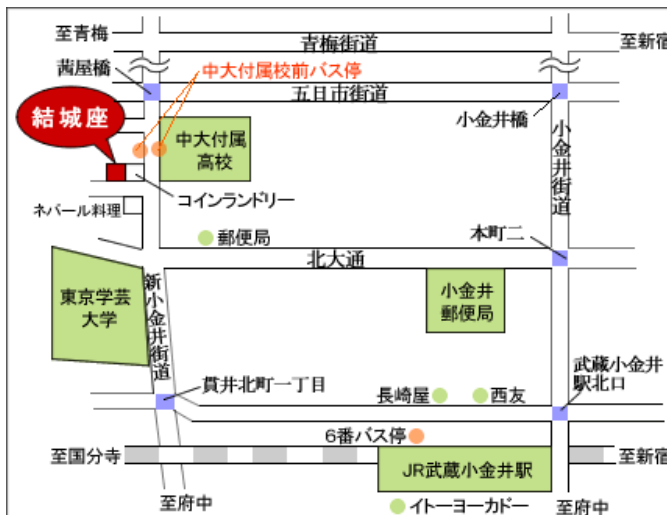 至青梅
青梅街道
至新宿
茜屋橋
中大付属校前バス停
五日市街道
小金井橋
結城座
中大付属
高校
小金井街道
コインランドリー
ネパール料理
郵便局
本町二
北大通
東京学芸
大学
新小金井街道
小金井
郵便局
貫井北町一丁目
長崎屋
西友
武蔵小金井
駅北口
6番バス停
至国分寺
JR武蔵小金井駅
至新宿
至府中
イトーヨーカドー
至府中